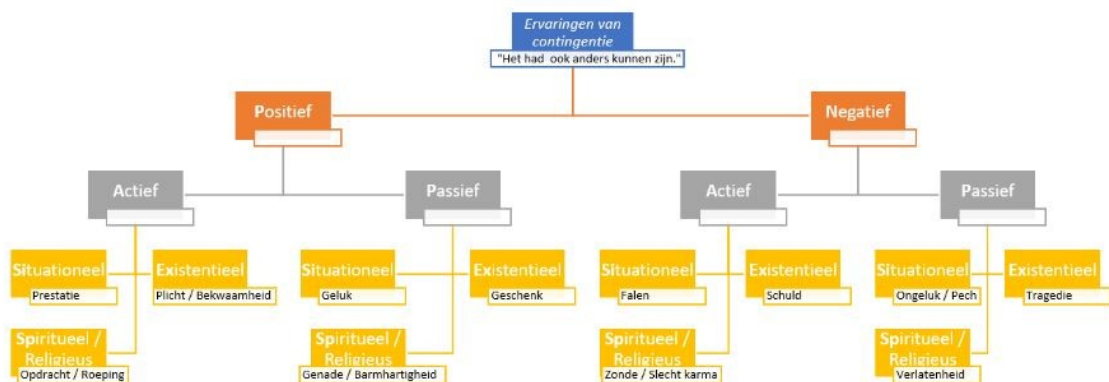 Ervaringen van
contingentie
"Het had ook anders kunnen zijn."
Positief
Negatief
Actief
Passief
Actief
Passief
Situationeel
Prestatie
Existentieel
Plicht / Bekwaamheid
Situationeel
Geluk
Existentieel
Geschenk
Situationeel
Falen
Existentieel
Schuld
Situationeel
Ongeluk / Pech
Existentieel
Tragedie
Spiritueel /
Religieus
Opdracht / Roeping
Spiritueel /
Religieus
Genade / Barmhartigheid
Spiritueel /
Religieus
Zonde / Slecht karma
Spiritueel /
Religieus
Verlatenheid